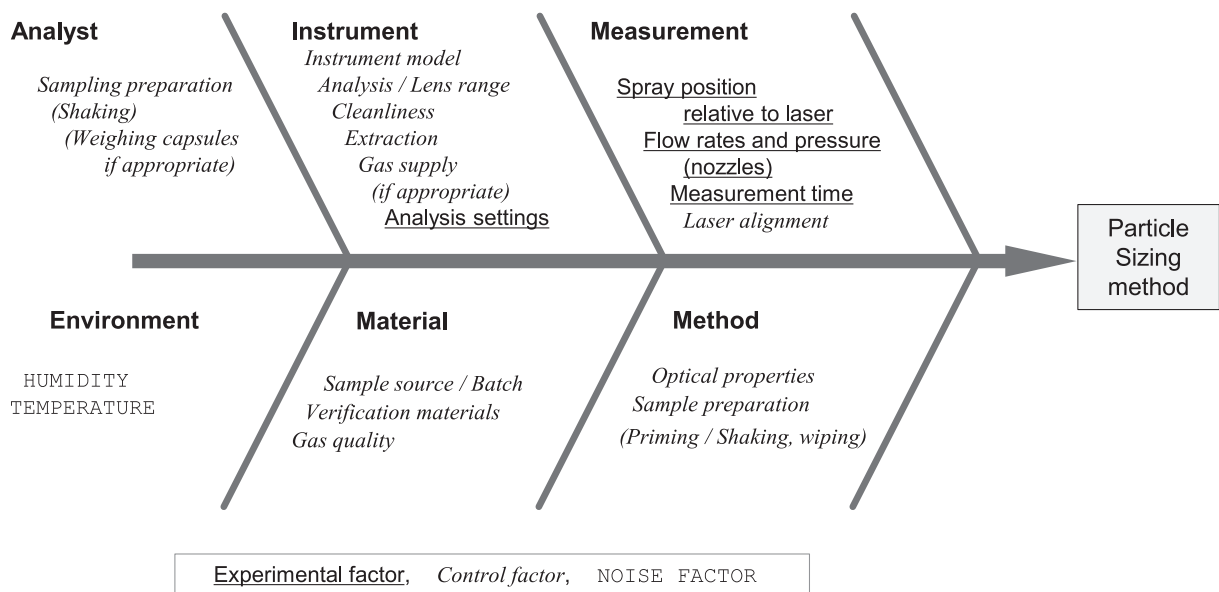 Analyst
Sampling preparation
(Shaking)
(Weighing capsules
if appropriate)
Instrument
Instrument model
Analysis / Lens range
Cleanliness
Extraction
Gas supply
(if appropriate)
Analysis settings
Measurement
Spray position
relative to laser
Flow rates and pressure
(nozzles)
Measurement time
Laser alignment
Particle
Sizing
method
Environment
HUMIDITY
TEMPERATURE
Material
Sample source / Batch
Verification materials
Gas quality
Method
Optical properties
Sample preparation
(Priming / Shaking, wiping)
Experimental factor, Control factor, NOISE FACTOR